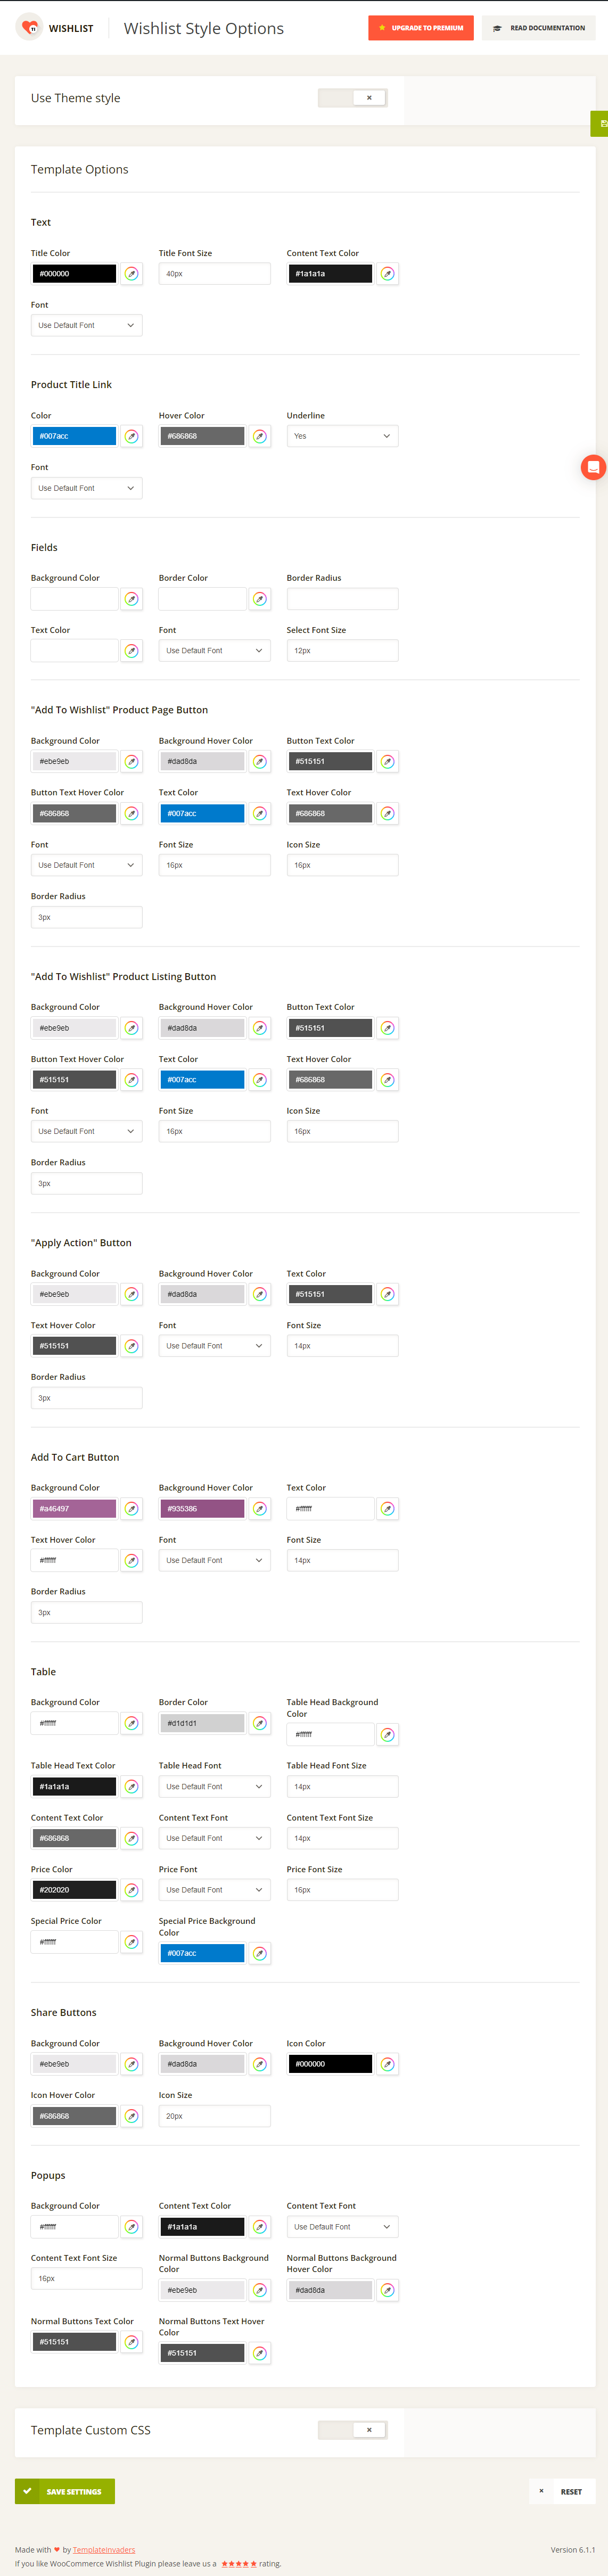 WISHLIST
Wishlist Style Options
UPGRADE TO PREMIUM
READ DOCUMENTATION
Use Theme style
Template Options
Text
Title Color Title Font Size Content Text Color
#000000 40px #1a1a1a
Font
Use Default Font
Product Title Link
Color Hover Color Underline
#007acc #686868 Yes
Font
Use Default Font
Fields
Background Color Border Color Border Radius
Text Color Font Select Font Size
Use Default Font 12px
"Add To Wishlist" Product Page Button
Background Color Background Hover Color Button Text Color
#ebe9eb #dad8da #515151
Button Text Hover Color Text Color Text Hover Color
#686868 #007acc #686868
Font Font Size Icon Size
Use Default Font 16px 16px
Border Radius
3px
"Add To Wishlist" Product Listing Button
Background Color Background Hover Color Button Text Color
#ebe9eb #dad8da #515151
Button Text Hover Color Text Color Text Hover Color
#515151 #007acc #686868
Font Font Size Icon Size
Use Default Font 16px 16px
Border Radius
3px
"Apply Action" Button
Background Color Background Hover Color Text Color
#ebe9eb #dad8da #515151
Text Hover Color Font Font Size
#515151 Use Default Font 14px
Border Radius
3px
Add To Cart Button
Background Color Background Hover Color Text Color
#a46497 #935386 #ffffff
Text Hover Color Font Font Size
#ffffff Use Default Font 14px
Border Radius
3px
Table
Background Color Border Color Table Head Background
Color
#ffffff #d1d1d1 #ffffff
Table Head Text Color Table Head Font Table Head Font Size
#1a1a1a Use Default Font 14px
Content Text Color Content Text Font Content Text Font Size
#686868 Use Default Font 14px
Price Color Price Font Price Font Size
#202020 Use Default Font 16px
Special Price Color Special Price Background
Color
#ffffff #007acc
Share Buttons
Background Color Background Hover Color Icon Color
#ebe9eb #dad8da #000000
Icon Hover Color Icon Size
#686868 20px
Popups
Background Color Content Text Color Content Text Font
#ffffff #1a1a1a Use Default Font
Content Text Font Size Normal Buttons Background Normal Buttons Background
Color Hover Color
16px #ebe9eb #dad8da
Normal Buttons Text Color Normal Buttons Text Hover
Color
#515151 #515151
Template Custom CSS
SAVE SETTINGS RESET
Made with ♥ by TemplateInvaders Version 6.1.1
If you like WooCommerce Wishlist Plugin please leave us a ★★★★★ rating.